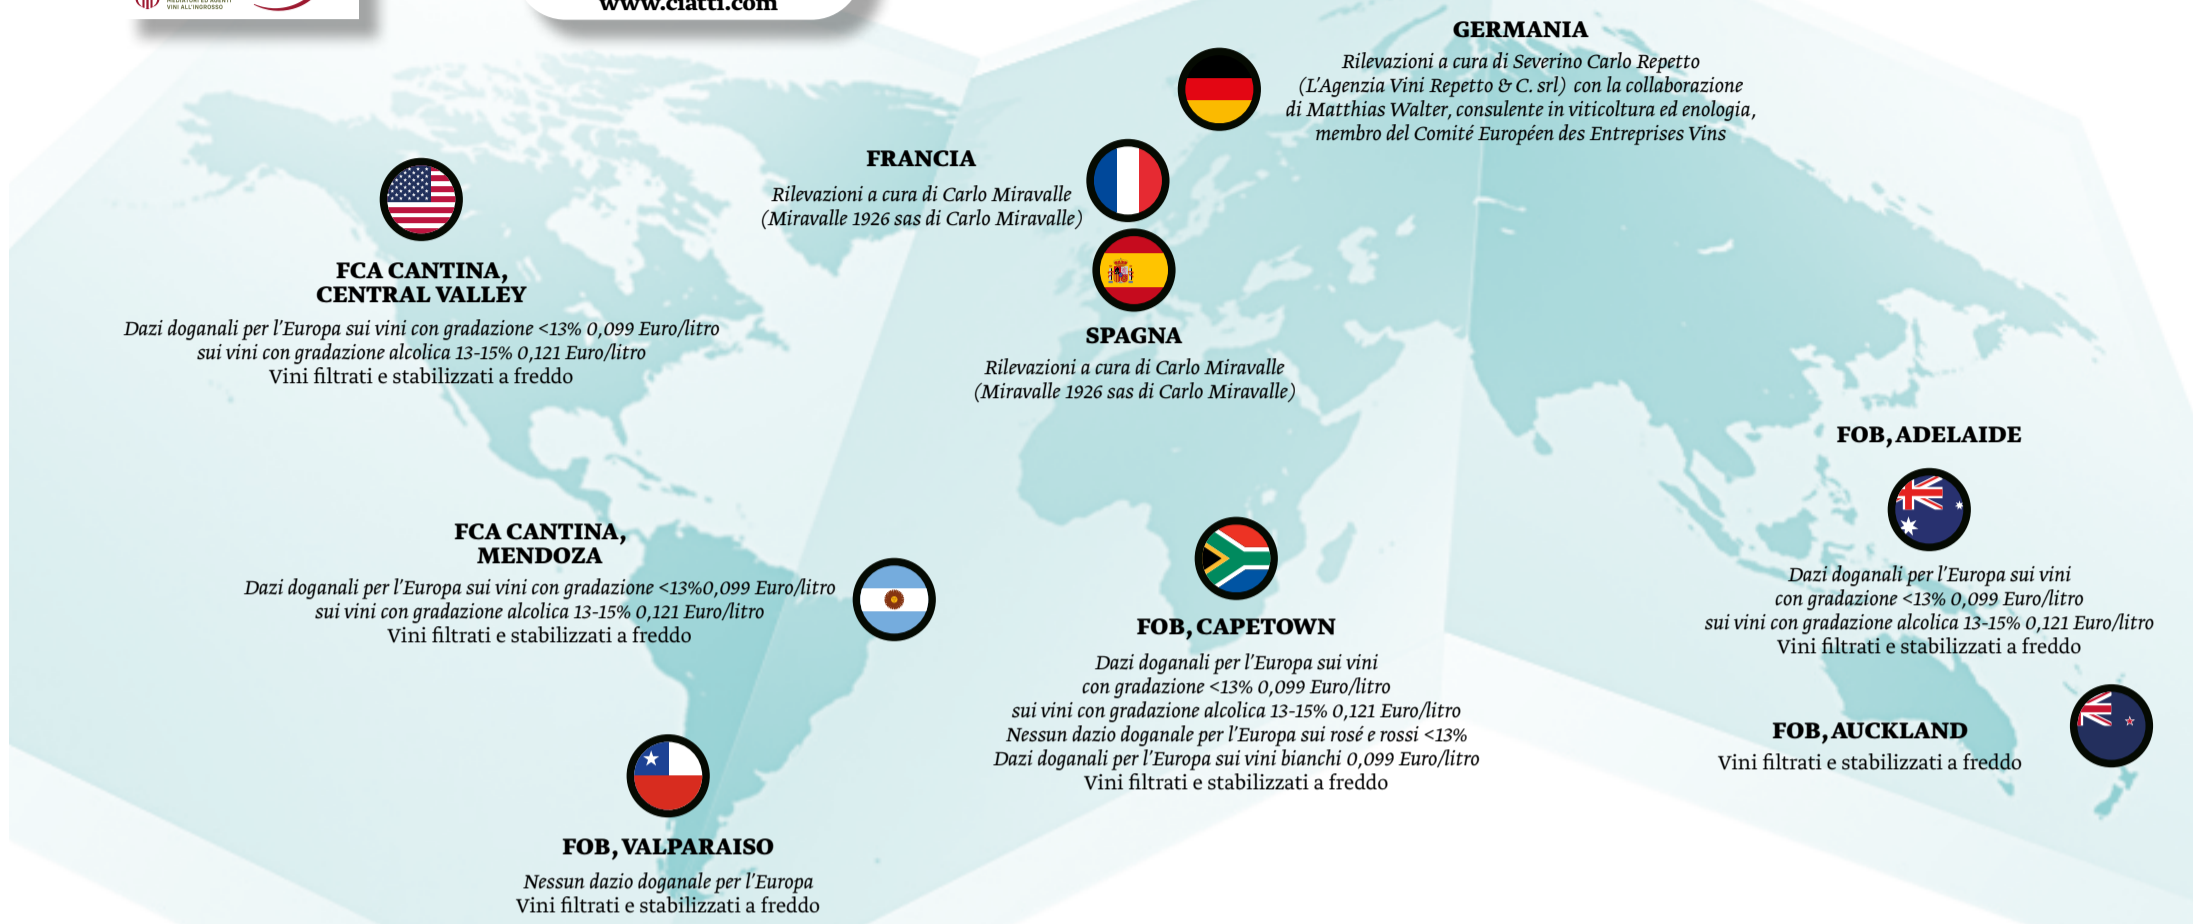 MEDIATORI ED AGENTI
VINI ALL'INGROSSO
www.ciatti.com
GERMANIA
Rilevazioni a cura di Severino Carlo Repetto
(L'Agenzia Vini Repetto & C. srl) con la collaborazione
di Matthias Walter, consulente in viticoltura ed enologia,
membro del Comité Européen des Entreprises Vins
FRANCIA
Rilevazioni a cura di Carlo Miravalle
(Miravalle 1926 sas di Carlo Miravalle)
SPAGNA
Rilevazioni a cura di Carlo Miravalle
(Miravalle 1926 sas di Carlo Miravalle)
FCA CANTINA,
CENTRAL VALLEY
Dazi doganali per l'Europa sui vini con gradazione <13% 0,099 Euro/litro
sui vini con gradazione alcolica 13-15% 0,121 Euro/litro
Vini filtrati e stabilizzati a freddo
FCA CANTINA,
MENDOZA
Dazi doganali per l'Europa sui vini con gradazione <13%0,099 Euro/litro
sui vini con gradazione alcolica 13-15% 0,121 Euro/litro
Vini filtrati e stabilizzati a freddo
FOB, VALPARAISO
Nessun dazio doganale per l'Europa
Vini filtrati e stabilizzati a freddo
FOB, CAPETOWN
Dazi doganali per l'Europa sui vini
con gradazione <13% 0,099 Euro/litro
sui vini con gradazione alcolica 13-15% 0,121 Euro/litro
Nessun dazio doganale per l'Europa sui rosé e rossi <13%
Dazi doganali per l'Europa sui vini bianchi 0,099 Euro/litro
Vini filtrati e stabilizzati a freddo
FOB, ADELAIDE
Dazi doganali per l'Europa sui vini
con gradazione <13% 0,099 Euro/litro
sui vini con gradazione alcolica 13-15% 0,121 Euro/litro
Vini filtrati e stabilizzati a freddo
FOB, AUCKLAND
Vini filtrati e stabilizzati a freddo